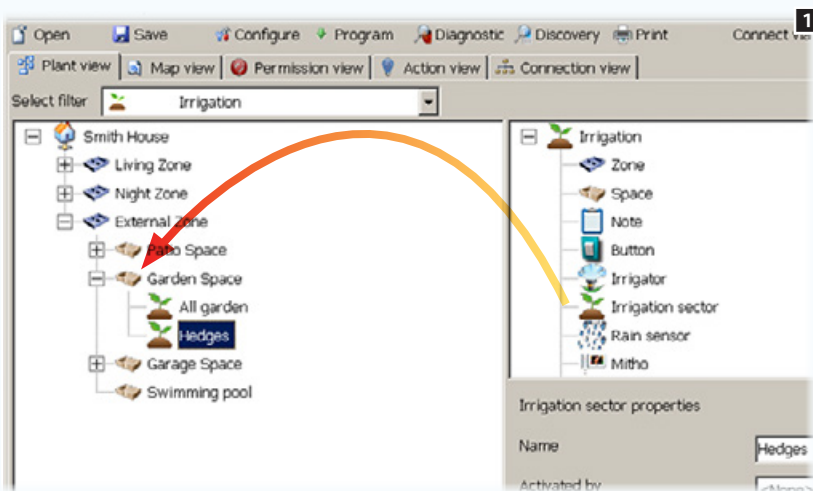 1
Open Save Configure Program Diagnostic Discovery Print Connect
Plant view Map view Permission view Action view Connection view
Select filter Irrigation
Smith House
Living Zone
Night Zone
External Zone
Patio Space
Garden Space
All garden
Hedges
Garage Space
Swimming pool
Irrigation
Zone
Space
Note
Button
Irrigator
Irrigation sector
Rain sensor
Mitho
Irrigation sector properties
Name Hedges
Activated by <None>